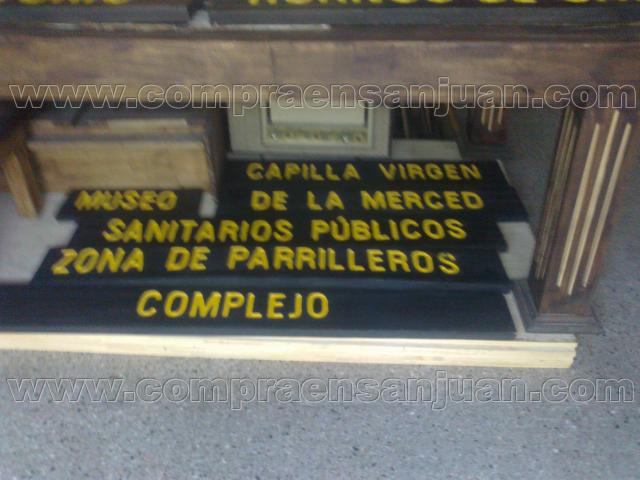 www.compraensanjuan.com
CAPILLA VIRGEN
MUSEO
DE LA MERCED
SANITARIOS PÚBLICOS
ZONA DE PARRILLEROS
COMPLEJO
www.compraensanjuan.com